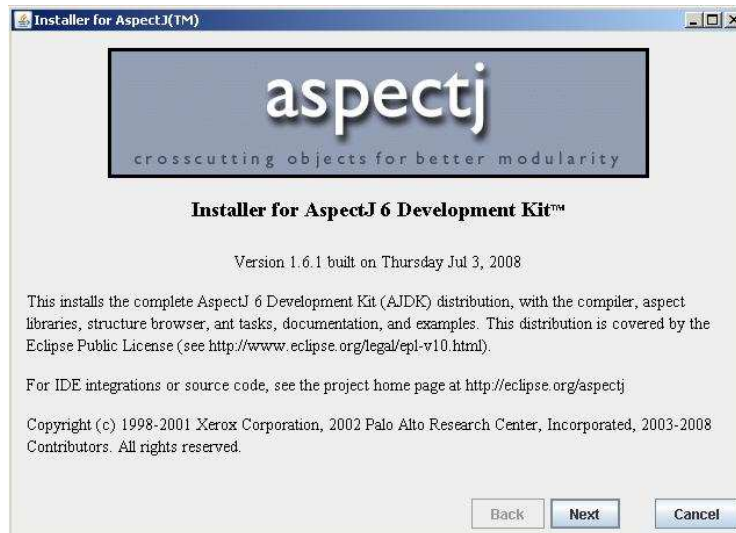 Installer for AspectJ(TM)
aspectj
crosscutting objects for better modularity
Installer for AspectJ 6 Development Kit™
Version 1.6.1 built on Thursday Jul 3, 2008
This installs the complete AspectJ 6 Development Kit (AJDK) distribution, with the compiler, aspect
libraries, structure browser, ant tasks, documentation, and examples. This distribution is covered by the
Eclipse Public License (see http://www.eclipse.org/legal/epl-v10.html).
For IDE integrations or source code, see the project home page at http://eclipse.org/aspectj
Copyright (c) 1998-2001 Xerox Corporation, 2002 Palo Alto Research Center, Incorporated, 2003-2008
Contributors. All rights reserved.
Back Next Cancel